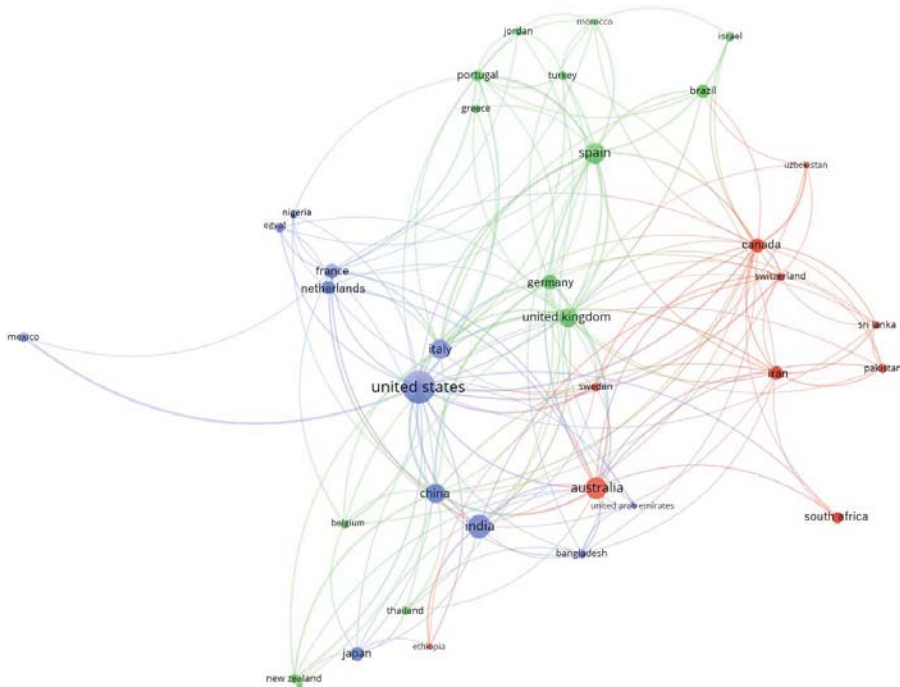 morocco
jordan
israel
portugal
turkey
brazil
greece
spain
uzbekistan
nigeria
egypt
canada
france
switzerland
germany
netherlands
united kingdom
sri lanka
mexico
italy
pakistan
iran
united states
sweden
australia
china
united arab emirates
south africa
belgium
india
bangladesh
thailand
ethiopia
japan
new zealand